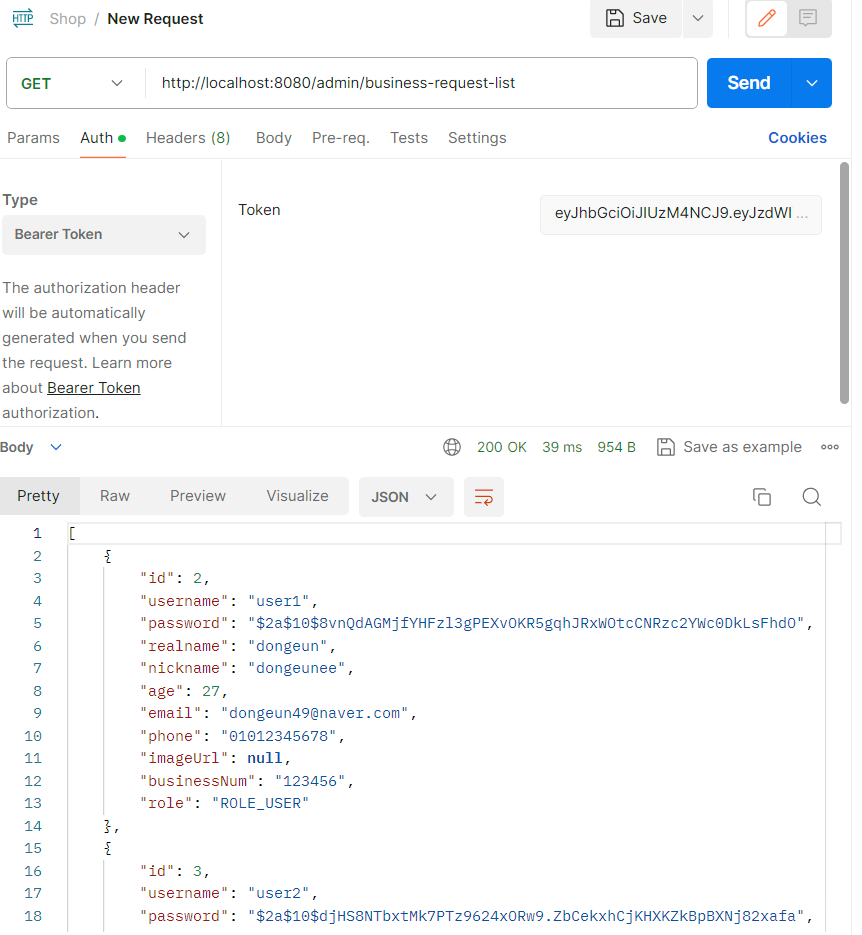 HTTP Shop / New Request Save
GET http://localhost:8080/admin/business-request-list Send
Params Auth Headers (8) Body Pre-req. Tests Settings Cookies
Type
Bearer Token
Token eyJhbGciOiJIUzM4NCJ9.eyJzdWI ...
The authorization header
will be automatically
generated when you send
the request. Learn more
about Bearer Token
authorization.
Body 200 OK 39 ms 954 B Save as example
Pretty Raw Preview Visualize JSON
1 [
2 {
3 "id": 2,
4 "username": "user1",
5 "password": "$2a$10$8vnQdAGMjfYHFzl3gPEXvOKR5gqhJRxWOtcCNRzc2YWc0DkLsFhdO",
6 "realname": "dongeun",
7 "nickname": "dongeunee",
8 "age": 27,
9 "email": "dongeun49@naver.com",
10 "phone": "01012345678",
11 "imageUrl": null,
12 "businessNum": "123456",
13 "role": "ROLE_USER"
14 },
15 {
16 "id": 3,
17 "username": "user2",
18 "password": "$2a$10$djHS8NTbxtMk7PTz9624xORw9.ZbCekxhCjKHXKZkBpBXNj82xafa",